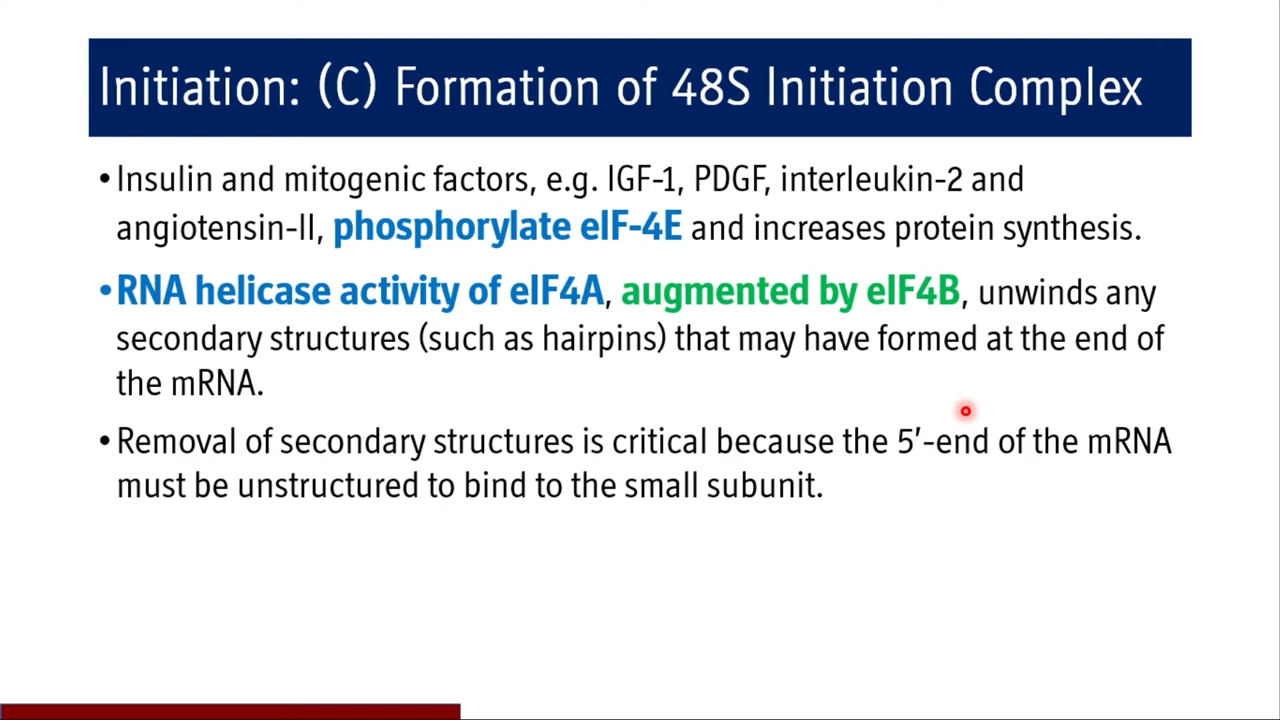 Initiation: (C) Formation of 48S Initiation Complex
•Insulin and mitogenic factors, e.g. IGF-1, PDGF, interleukin-2 and
angiotensin-II, phosphorylate eIF-4E and increases protein synthesis.
•RNA helicase activity of eIF4A, augmented by eIF4B, unwinds any
secondary structures (such as hairpins) that may have formed at the end of
the mRNA.
•Removal of secondary structures is critical because the 5′-end of the mRNA
must be unstructured to bind to the small subunit.